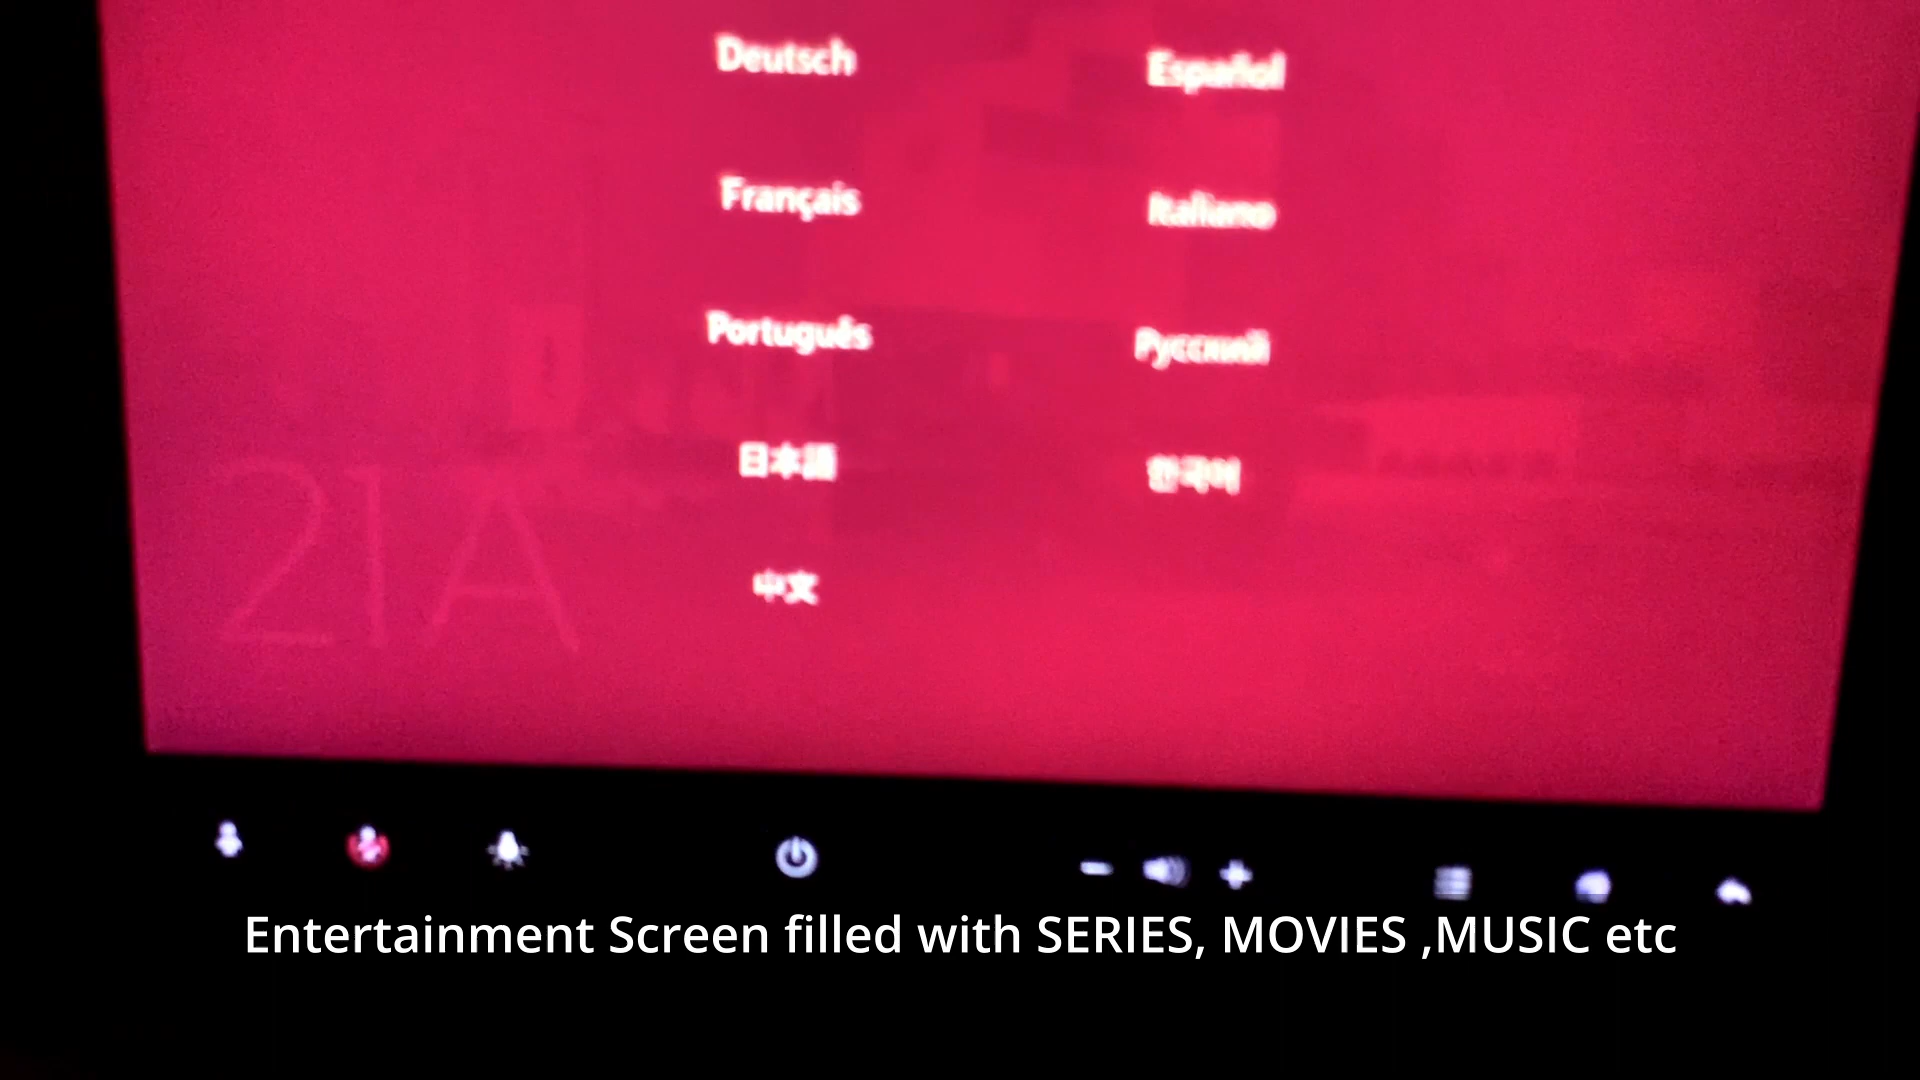 Deutsch Español
Français Italiano
Português Русский
日本語 한국어
中文
21A
Entertainment Screen filled with SERIES, MOVIES ,MUSIC etc